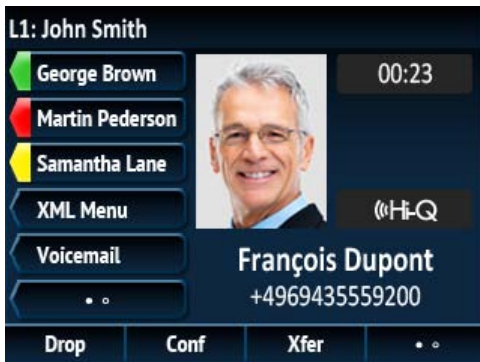 L1: John Smith
George Brown
Martin Pederson
Samantha Lane
XML Menu
Voicemail
00:23
Hi-Q
François Dupont
+4969435559200
Drop
Conf
Xfer